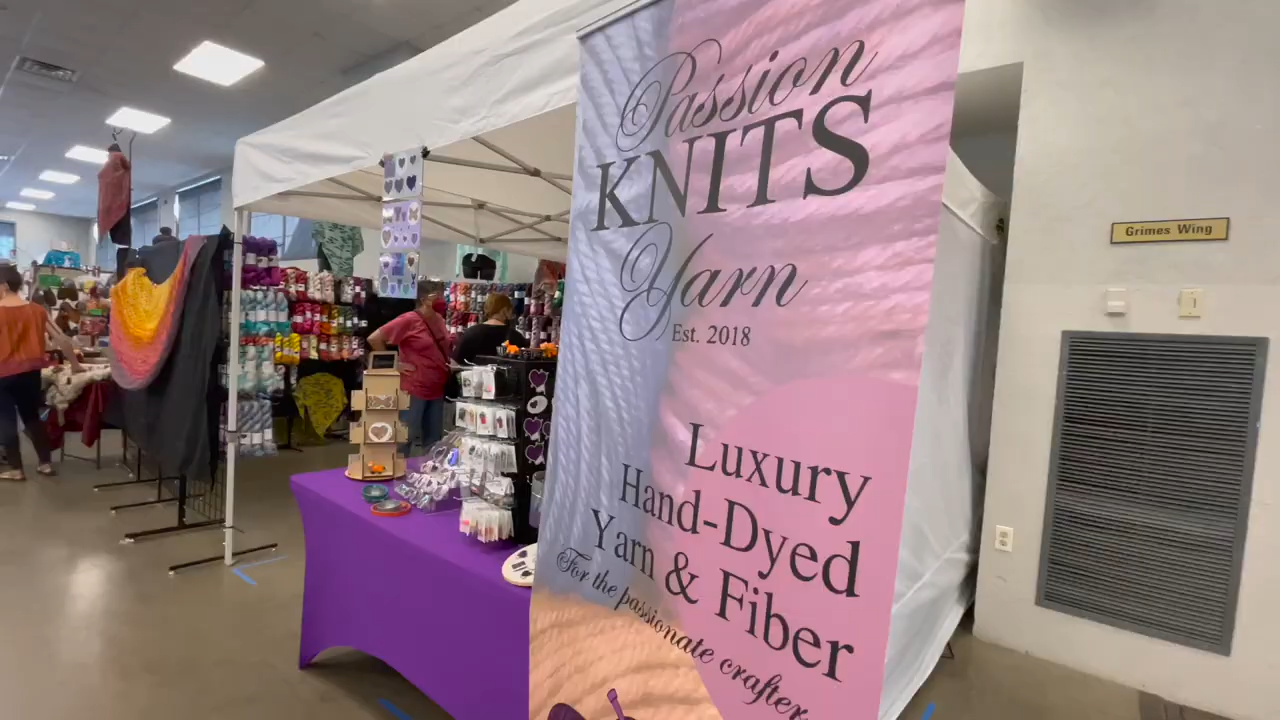 Passion
KNITS
Yarn
Est. 2018
Luxury
Hand-Dyed
Yarn & Fiber
For the passionate crafter
Grimes Wing